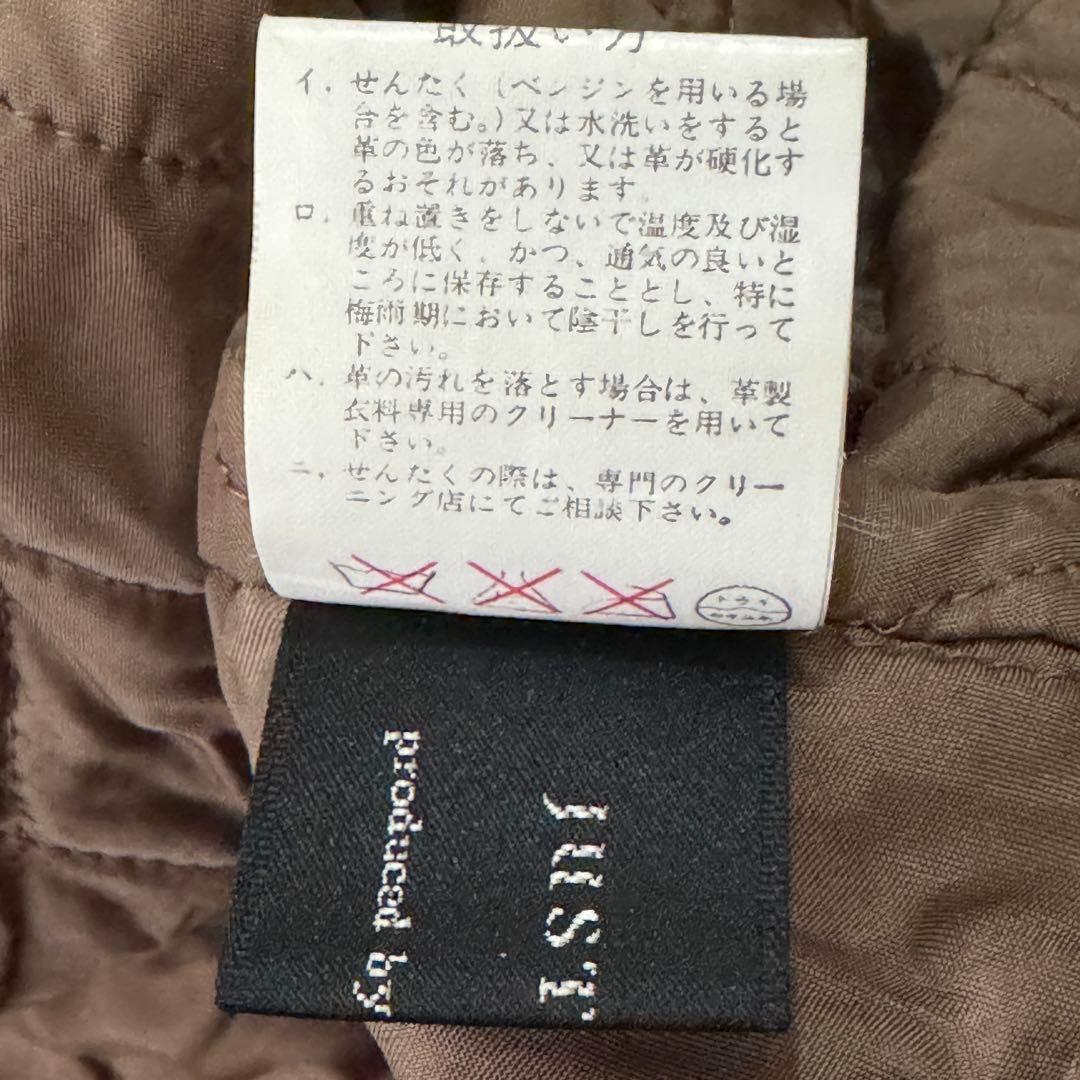 取扱い方
イ. せんたく(ベンジンを用いる場
合を含む。)又は水洗いをすると
革の色が落ち、又は革が硬化す
るおそれがあります。
ロ. 重ね置きをしないで温度及び湿
度が低く、かつ、通気の良いと
ころに保存することとし、特に
梅雨期において陰干しを行って
下さい。
ハ. 革の汚れを落とす場合は、革製
衣料専用のクリーナーを用いて
下さい。
ニ. せんたくの際は、専門のクリー
ニング店にてご相談下さい。
ドライ
JUST
produced by